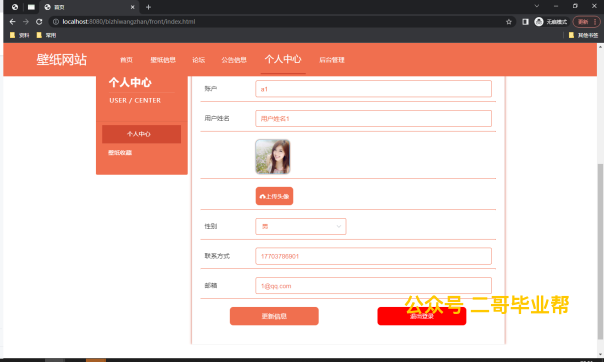 首页
localhost:8080/bizhiwangzhan/front/index.html
无痕模式
更新
资料
常用
其他书签
壁纸网站
首页
壁纸信息
论坛
公告信息
个人中心
后台管理
个人中心
USER / CENTER
个人中心
壁纸收藏
账户
a1
用户姓名
用户姓名1
上传头像
性别
联系方式
17703786901
邮箱
1@qq.com
更新信息
退出登录
公众号 二哥毕业帮